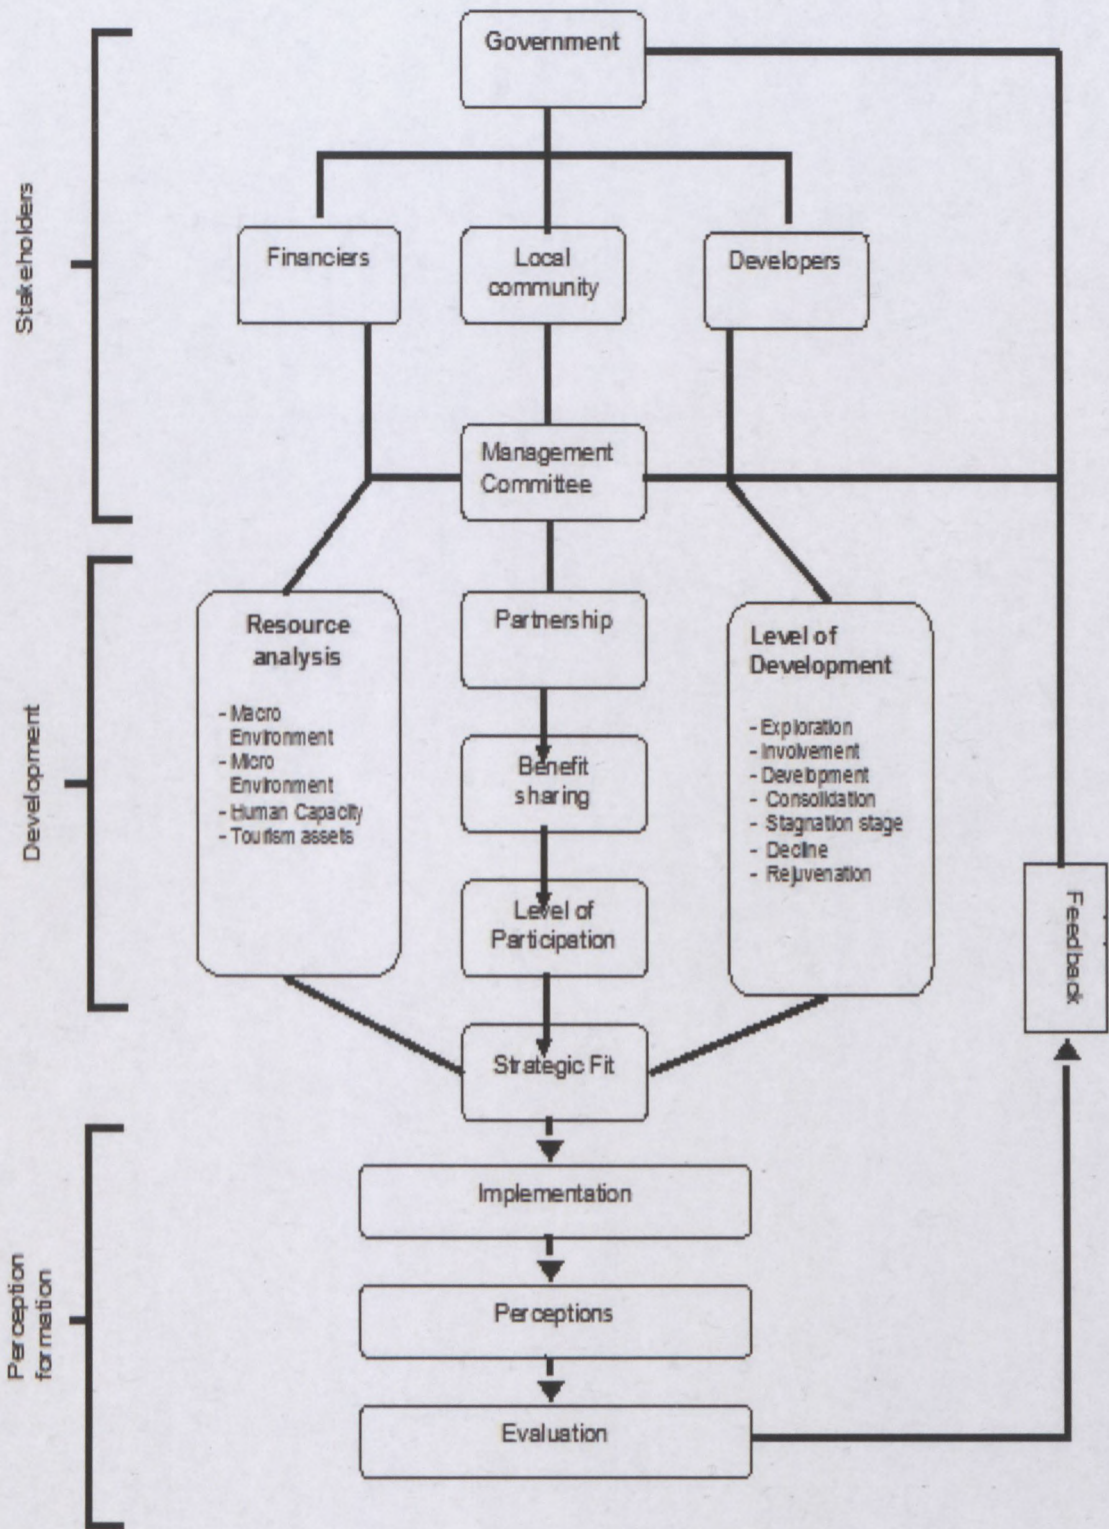 Government
Stakeholders
Financiers
Local
community
Developers
Management
Committee
Development
Resource
analysis
- Macro
Environment
- Micro
Environment
- Human Capacity
- Tourism assets
Partnership
Benefit
sharing
Level of
Participation
Level of
Development
- Exploration
- Involvement
- Development
- Consolidation
- Stagnation stage
- Decline
- Rejuvenation
Feedback
Strategic Fit
Perception
formation
Implementation
Perceptions
Evaluation